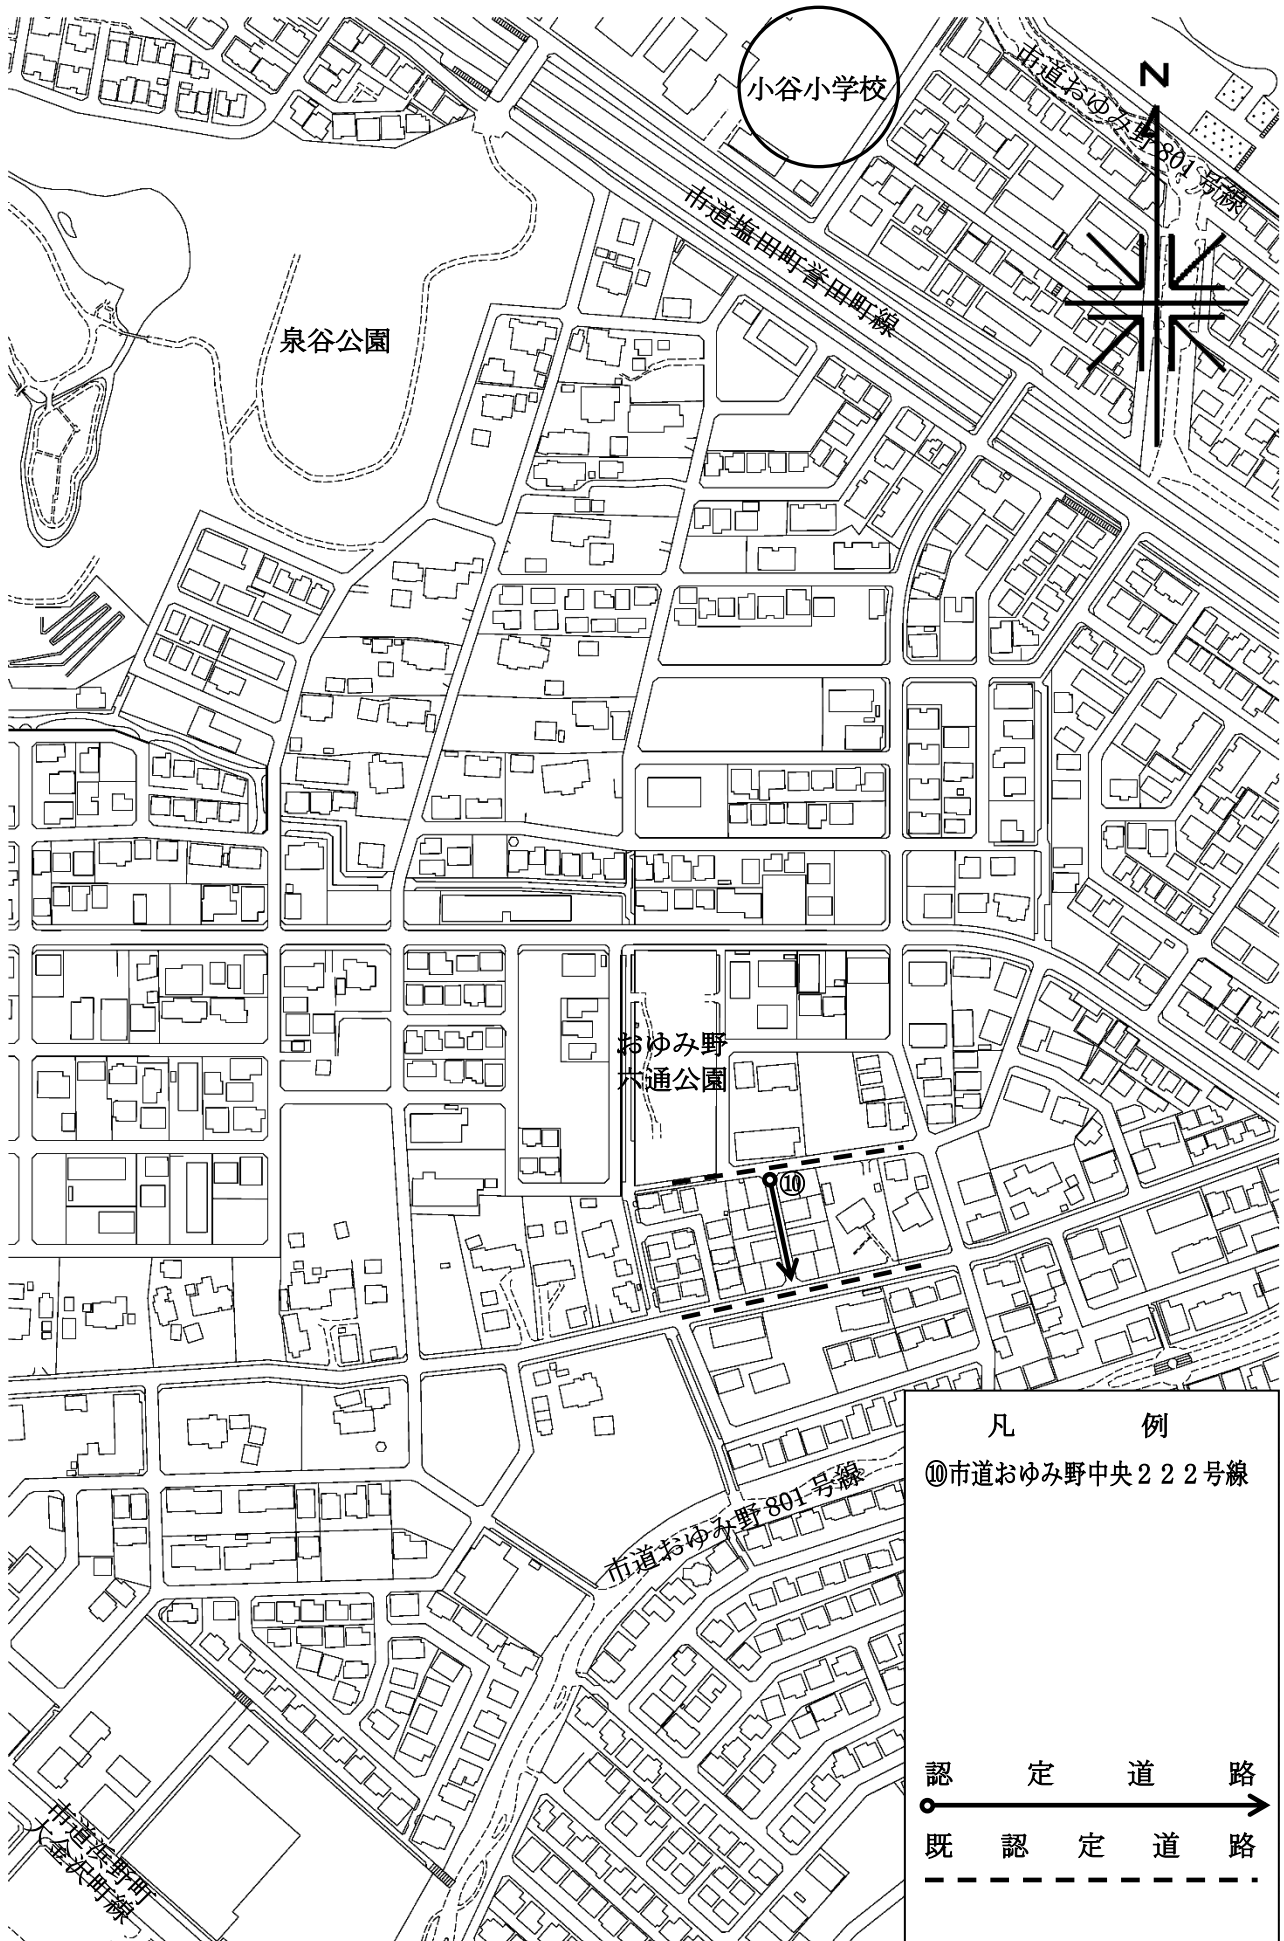 小谷小学校
N
市道おゆみ野801号線
市道塩田町誉田町線
泉谷公園
おゆみ野
六通公園
⑩
凡 例
⑩市道おゆみ野中央２２２号線
市道おゆみ野801号線
認 定 道 路
既 認 定 道 路
市道浜野町
大金沢町線